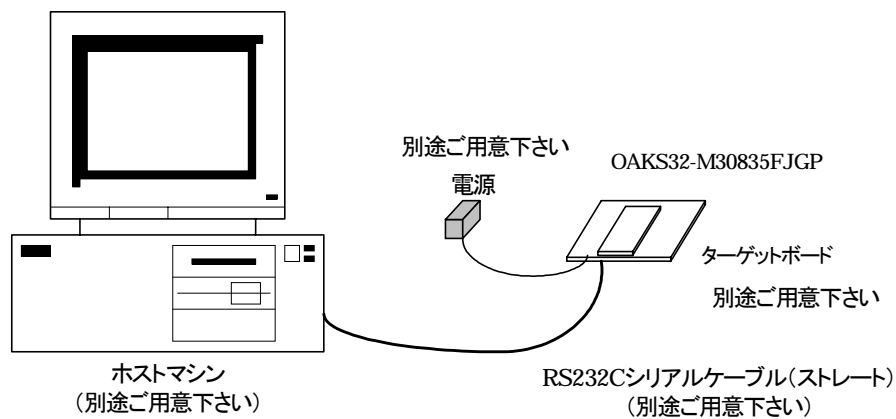 別途ご用意下さい
電源
OAKS32-M30835FJGP
ターゲットボード
別途ご用意下さい
ホストマシン
（別途ご用意下さい）
RS232Cシリアルケーブル（ストレート）
（別途ご用意下さい）